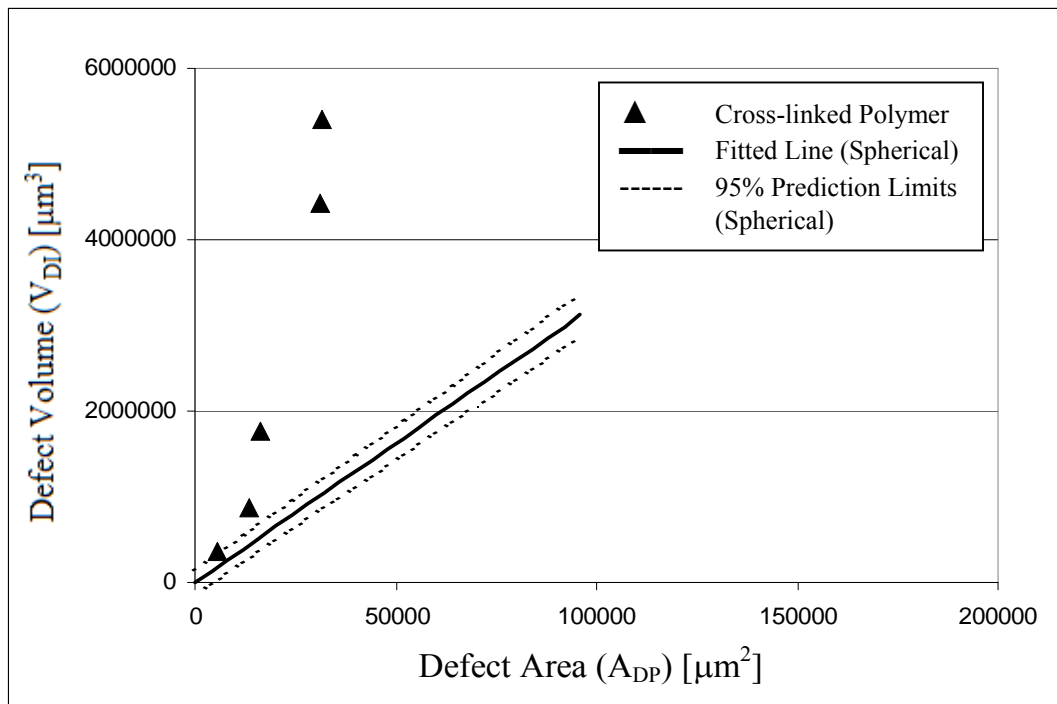 6000000
4000000
2000000
0
Defect Volume (V_DI) [μm³]
Cross-linked Polymer
Fitted Line (Spherical)
95% Prediction Limits
(Spherical)
0 50000 100000 150000 200000
Defect Area (A_DP) [μm²]